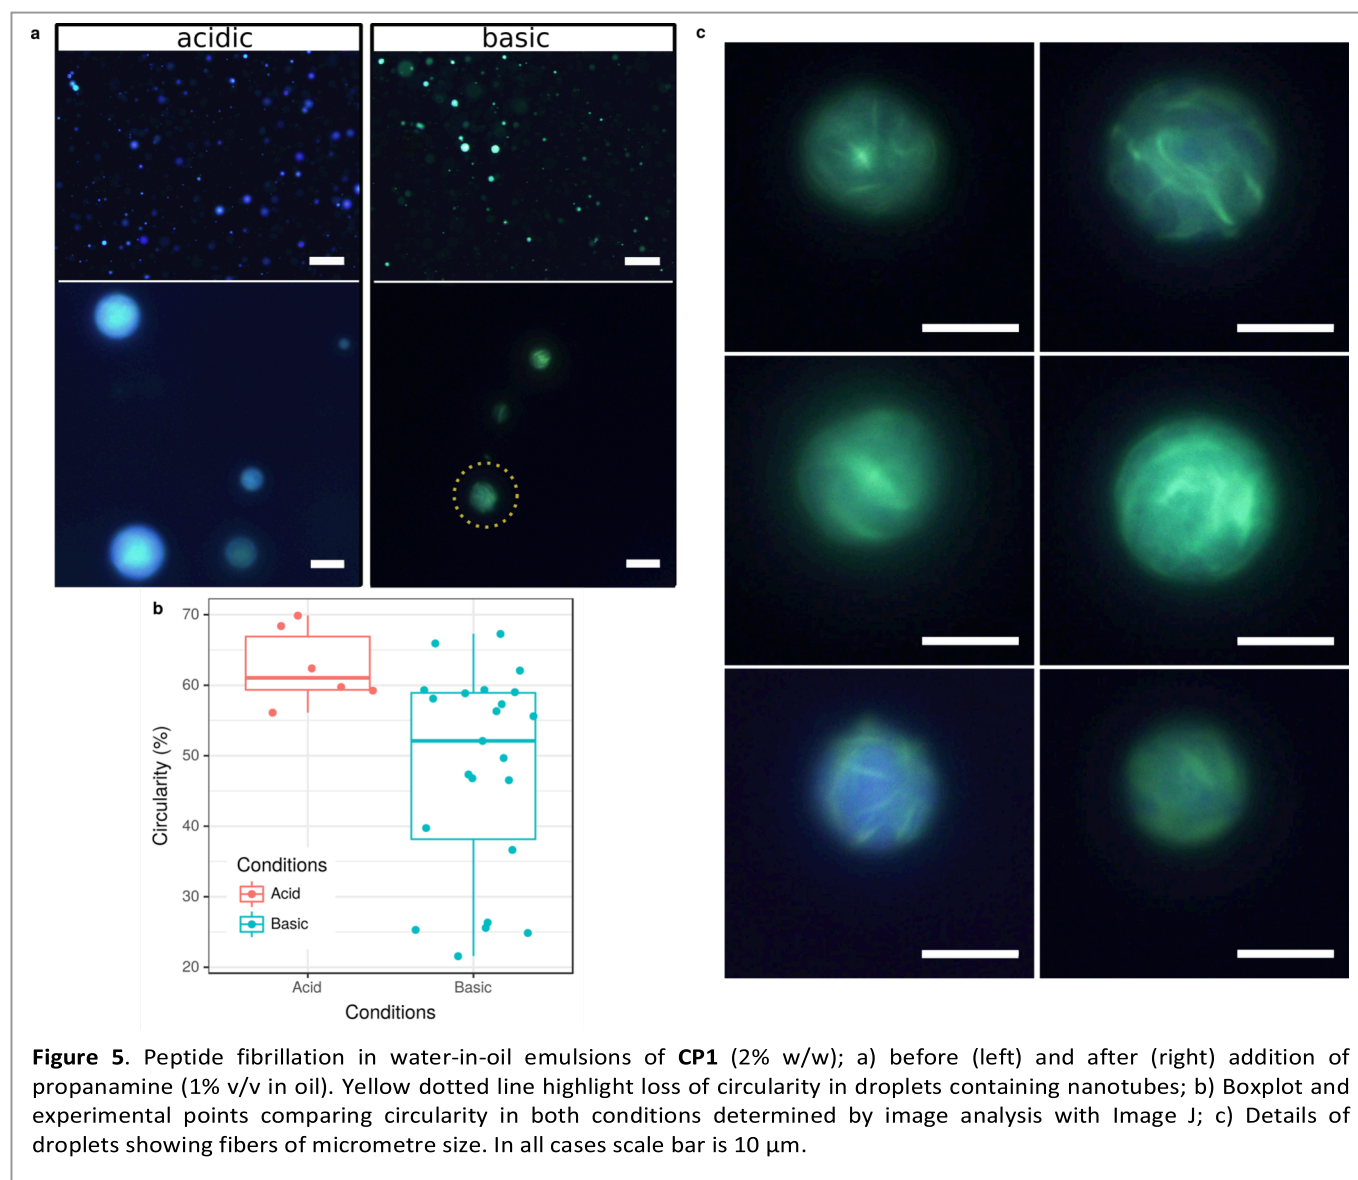 a
acidic
basic
c
b
70
60
50
40
30
20
Circularity (%)
Conditions
Acid
Basic
Acid
Basic
Conditions
Figure 5. Peptide fibrillation in water-in-oil emulsions of CP1 (2% w/w); a) before (left) and after (right) addition of
propanamine (1% v/v in oil). Yellow dotted line highlight loss of circularity in droplets containing nanotubes; b) Boxplot and
experimental points comparing circularity in both conditions determined by image analysis with Image J; c) Details of
droplets showing fibers of micrometre size. In all cases scale bar is 10 μm.